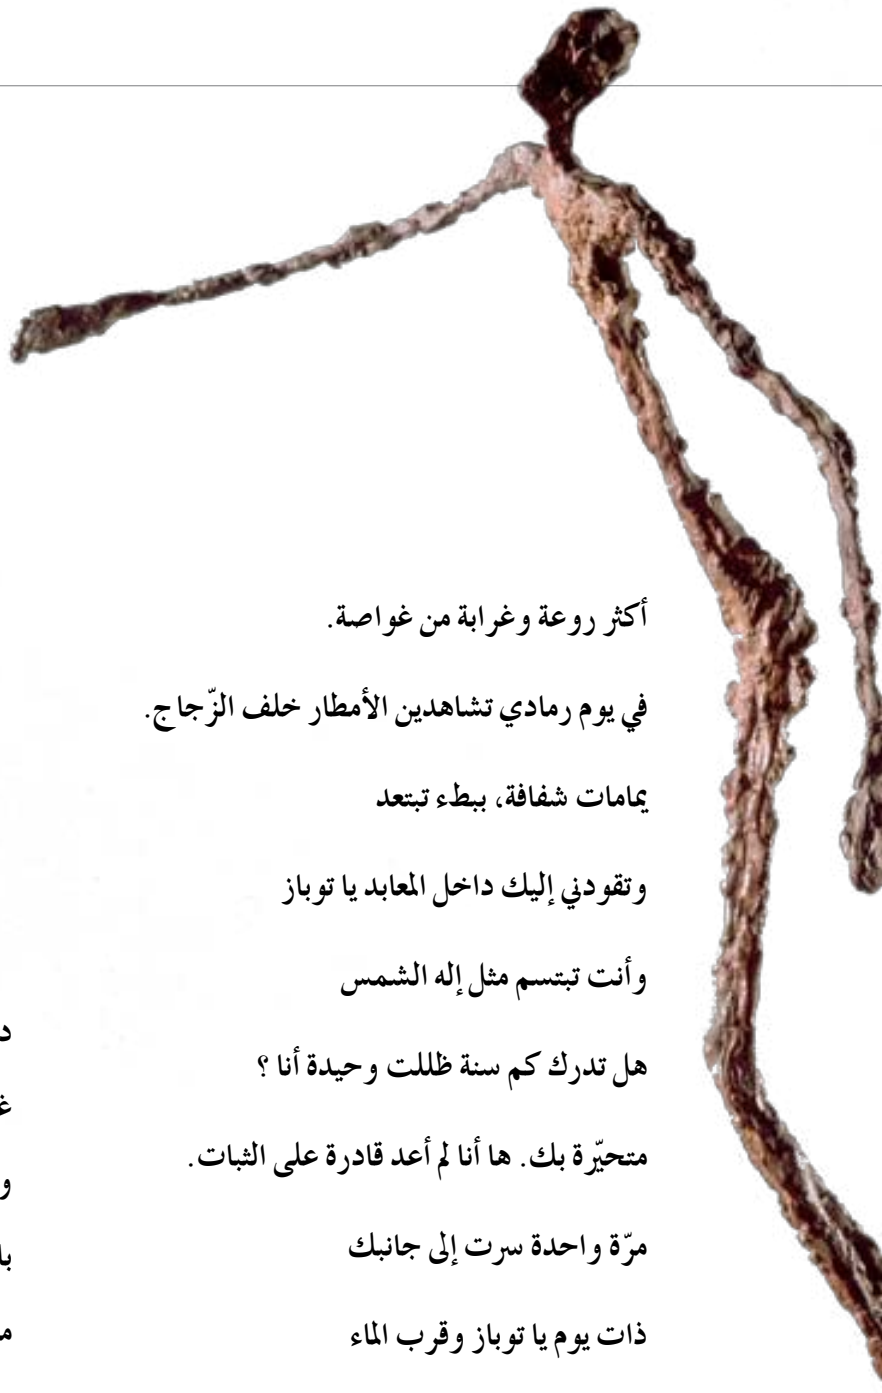 أكثر روعة وغرابة من غواصة.
في يوم رمادي تشاهدين الأمطار خلف الزّجاج.
يمامات شفافة، ببطء تبتعد
وتقودني إليك داخل المعابد يا توباز
وأنت تبتسم مثل إله الشمس
هل تدرك كم سنة ظللت وحيدة أنا ؟
متحيّرة بك. ها أنا لم أعد قادرة على الثبات.
مرّة واحدة سرت إلى جانبك
ذات يوم يا توباز وقرب الماء